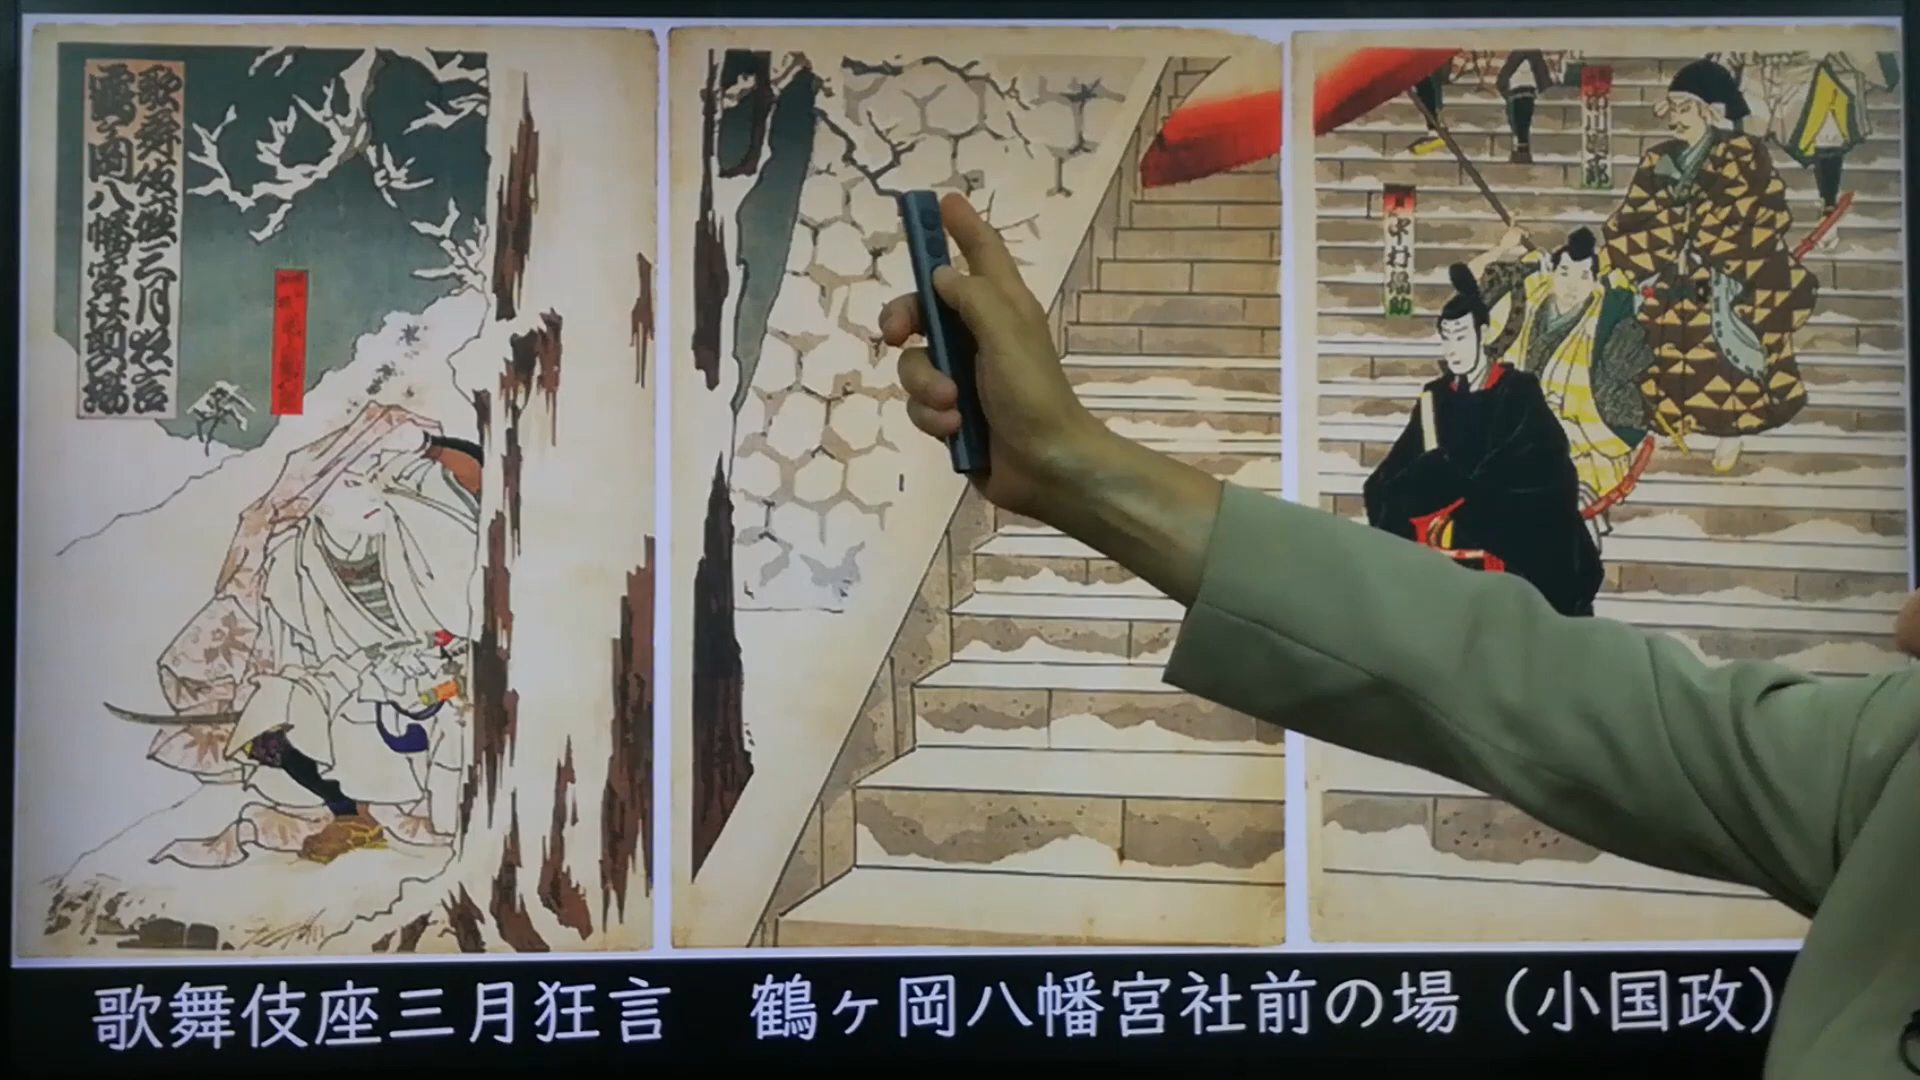 歌舞伎座三月狂言
鶴ヶ岡八幡宮社前の場
中村福助
歌舞伎座三月狂言　鶴ヶ岡八幡宮社前の場（小国政）